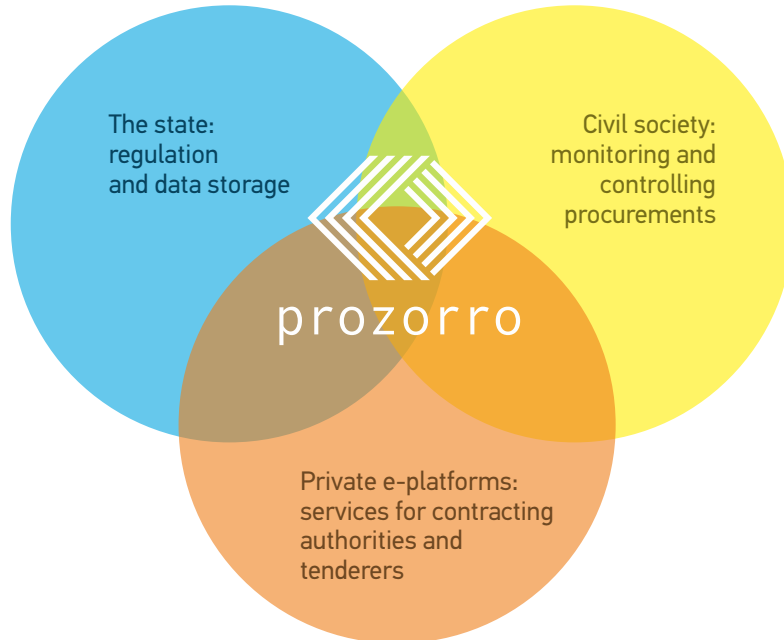 The state:
regulation
and data storage
Civil society:
monitoring and
controlling
procurements
prozorro
Private e-platforms:
services for contracting
authorities and
tenderers